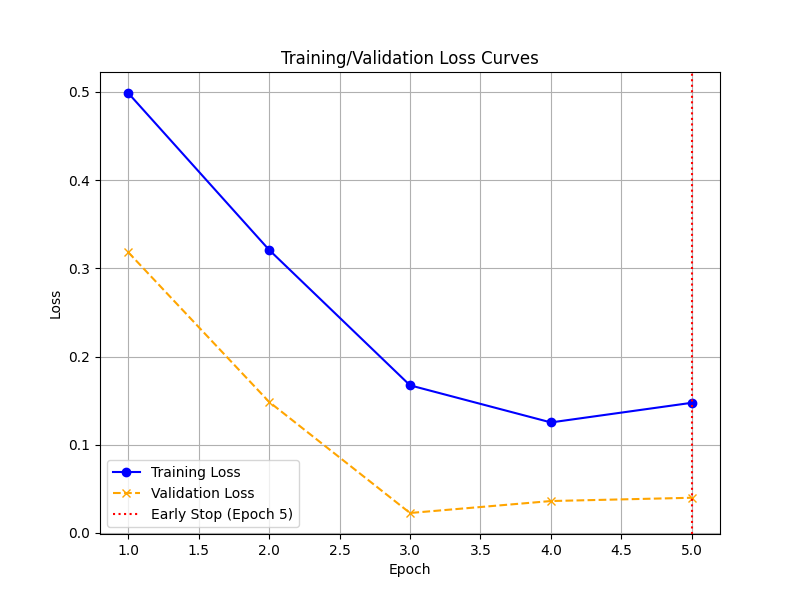 Training/Validation Loss Curves
Loss
0.5
0.4
0.3
0.2
0.1
0.0
Training Loss
Validation Loss
Early Stop (Epoch 5)
1.0 1.5 2.0 2.5 3.0 3.5 4.0 4.5 5.0
Epoch